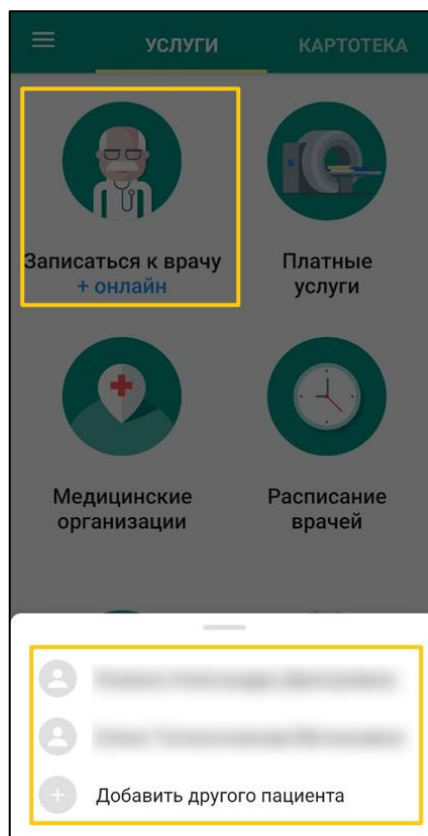 УСЛУГИ КАРТОТЕКА
Записаться к врачу
+ онлайн
Платные
услуги
Медицинские
организации
Расписание
врачей
Добавить другого пациента